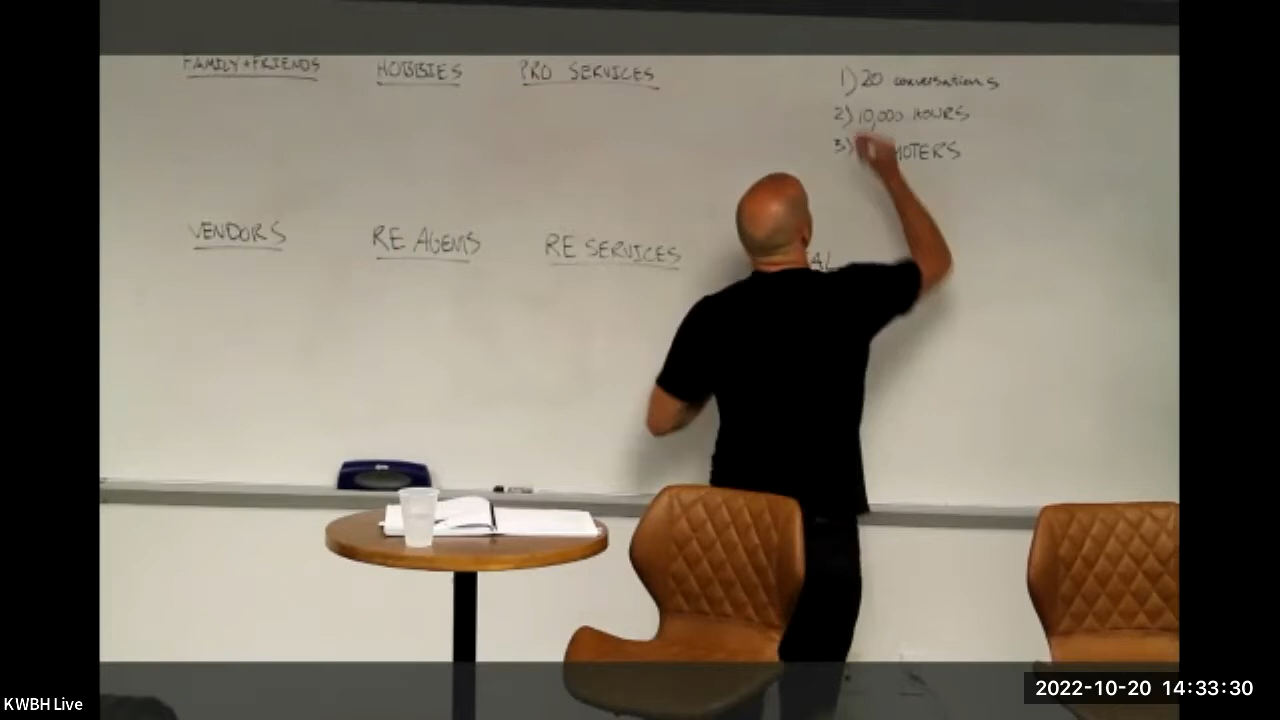 FAMILY+FRIENDS HOBBIES PRO SERVICES
1) 20 conversations
2) 10,000 HOURS
3)
VENDORS RE AGENTS RE SERVICES
KWBH Live
2022-10-20 14:33:30